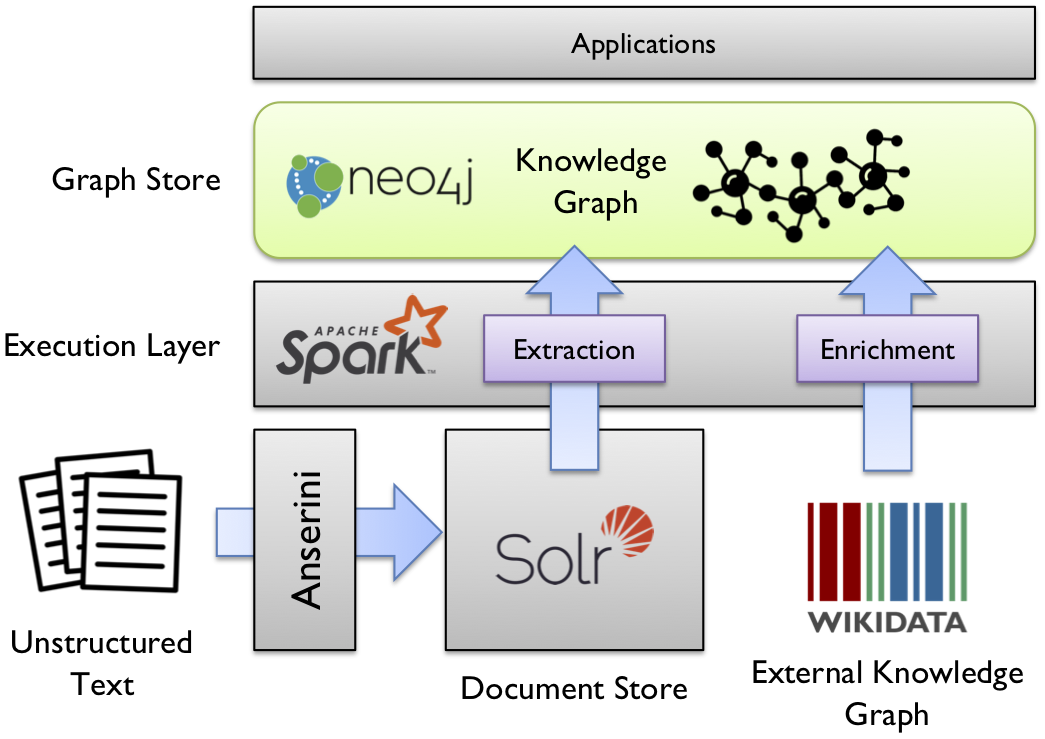 Applications
Graph Store
neo4j
Knowledge
Graph
Execution Layer
APACHE
Spark™
Extraction
Enrichment
Anserini
Solr
WIKIDATA
Unstructured
Text
Document Store
External Knowledge
Graph